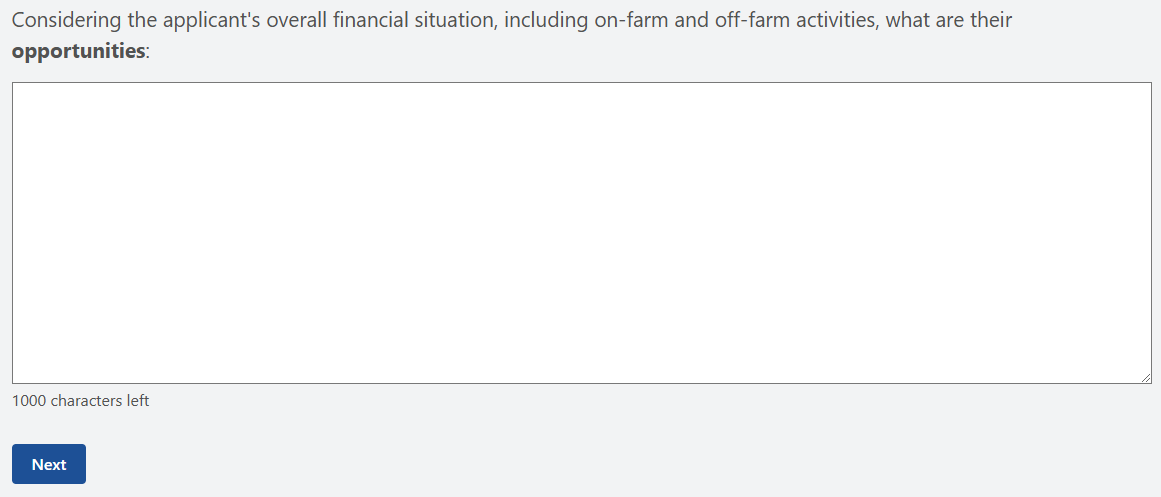 Considering the applicant's overall financial situation, including on-farm and off-farm activities, what are their
opportunities:
1000 characters left
Next